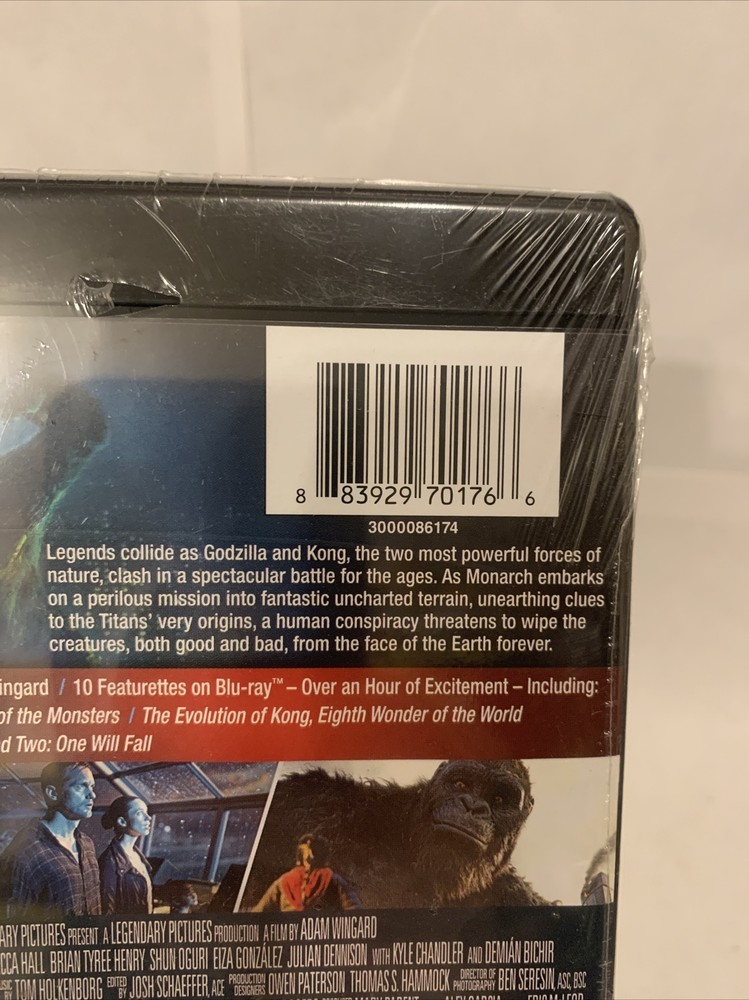 8 83929 70176 6
3000086174
Legends collide as Godzilla and Kong, the two most powerful forces of
nature, clash in a spectacular battle for the ages. As Monarch embarks
on a perilous mission into fantastic uncharted terrain, unearthing clues
to the Titans' very origins, a human conspiracy threatens to wipe the
creatures, both good and bad, from the face of the Earth forever.
ingard / 10 Featurettes on Blu-ray™ – Over an Hour of Excitement – Including:
of the Monsters / The Evolution of Kong, Eighth Wonder of the World
d Two: One Will Fall
ARY PICTURES PRESENT A LEGENDARY PICTURES PRODUCTION A FILM BY ADAM WINGARD
CCA HALL BRIAN TYREE HENRY SHUN OGURI EIZA GONZÁLEZ JULIAN DENNISON WITH KYLE CHANDLER AND DEMIÁN BICHIR
BY TOM HOLKENBORG EDITED BY JOSH SCHAEFFER, ACE PRODUCTION DESIGNERS OWEN PATERSON THOMAS S. HAMMOCK DIRECTOR OF PHOTOGRAPHY BEN SERESIN, ASC, BSC